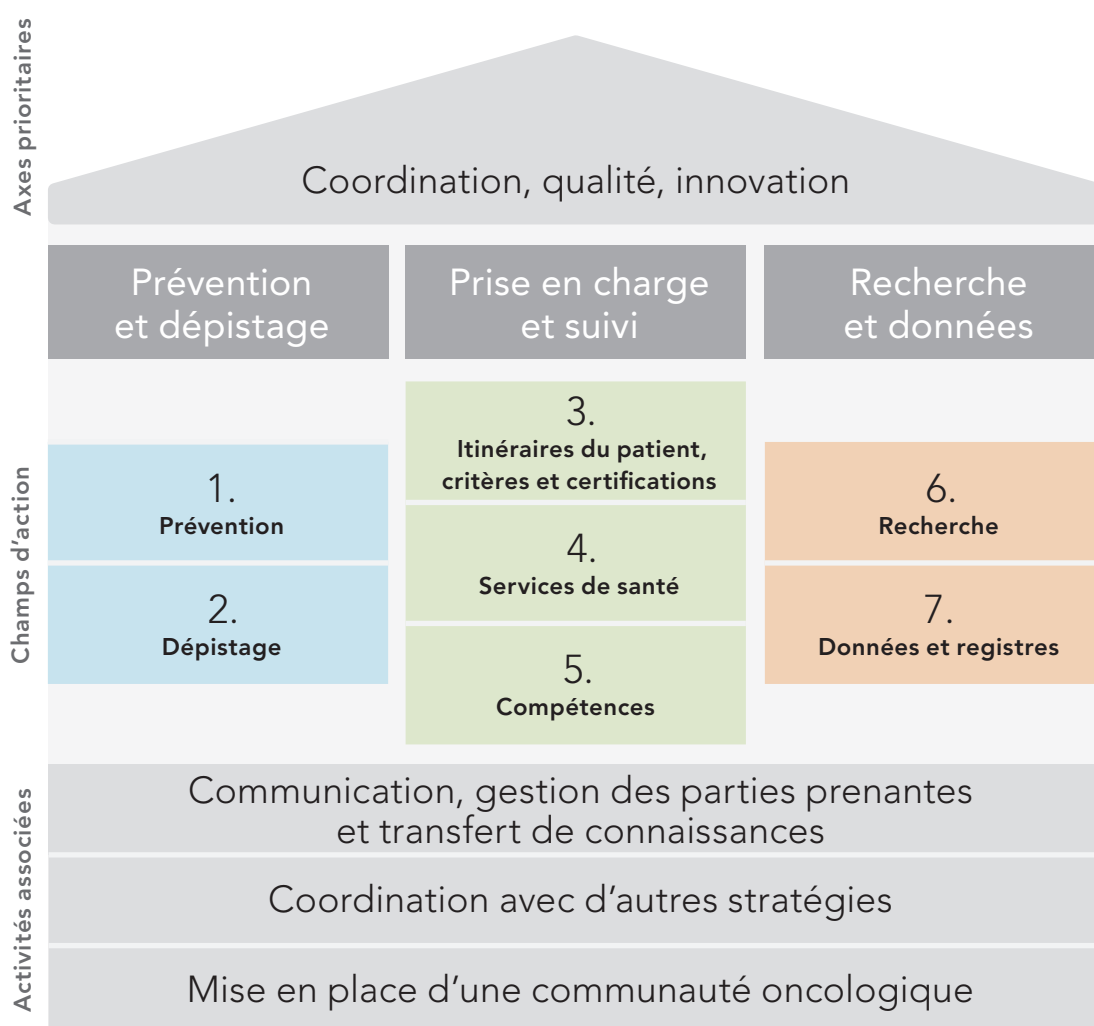 Axes prioritaires
Coordination, qualité, innovation
Prévention
et dépistage
Prise en charge
et suivi
Recherche
et données
Champs d’action
1.
Prévention
2.
Dépistage
3.
Itinéraires du patient,
critères et certifications
4.
Services de santé
5.
Compétences
6.
Recherche
7.
Données et registres
Activités associées
Communication, gestion des parties prenantes
et transfert de connaissances
Coordination avec d’autres stratégies
Mise en place d’une communauté oncologique